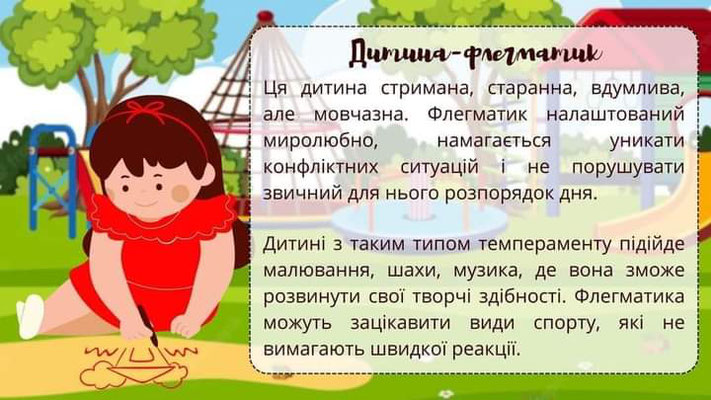 Дитина-флегматик
Ця дитина стримана, старанна, вдумлива,
але мовчазна. Флегматик налаштований
миролюбно, намагається уникати
конфліктних ситуацій і не порушувати
звичний для нього розпорядок дня.
Дитині з таким типом темпераменту підійде
малювання, шахи, музика, де вона зможе
розвинути свої творчі здібності. Флегматика
можуть зацікавити види спорту, які не
вимагають швидкої реакції.